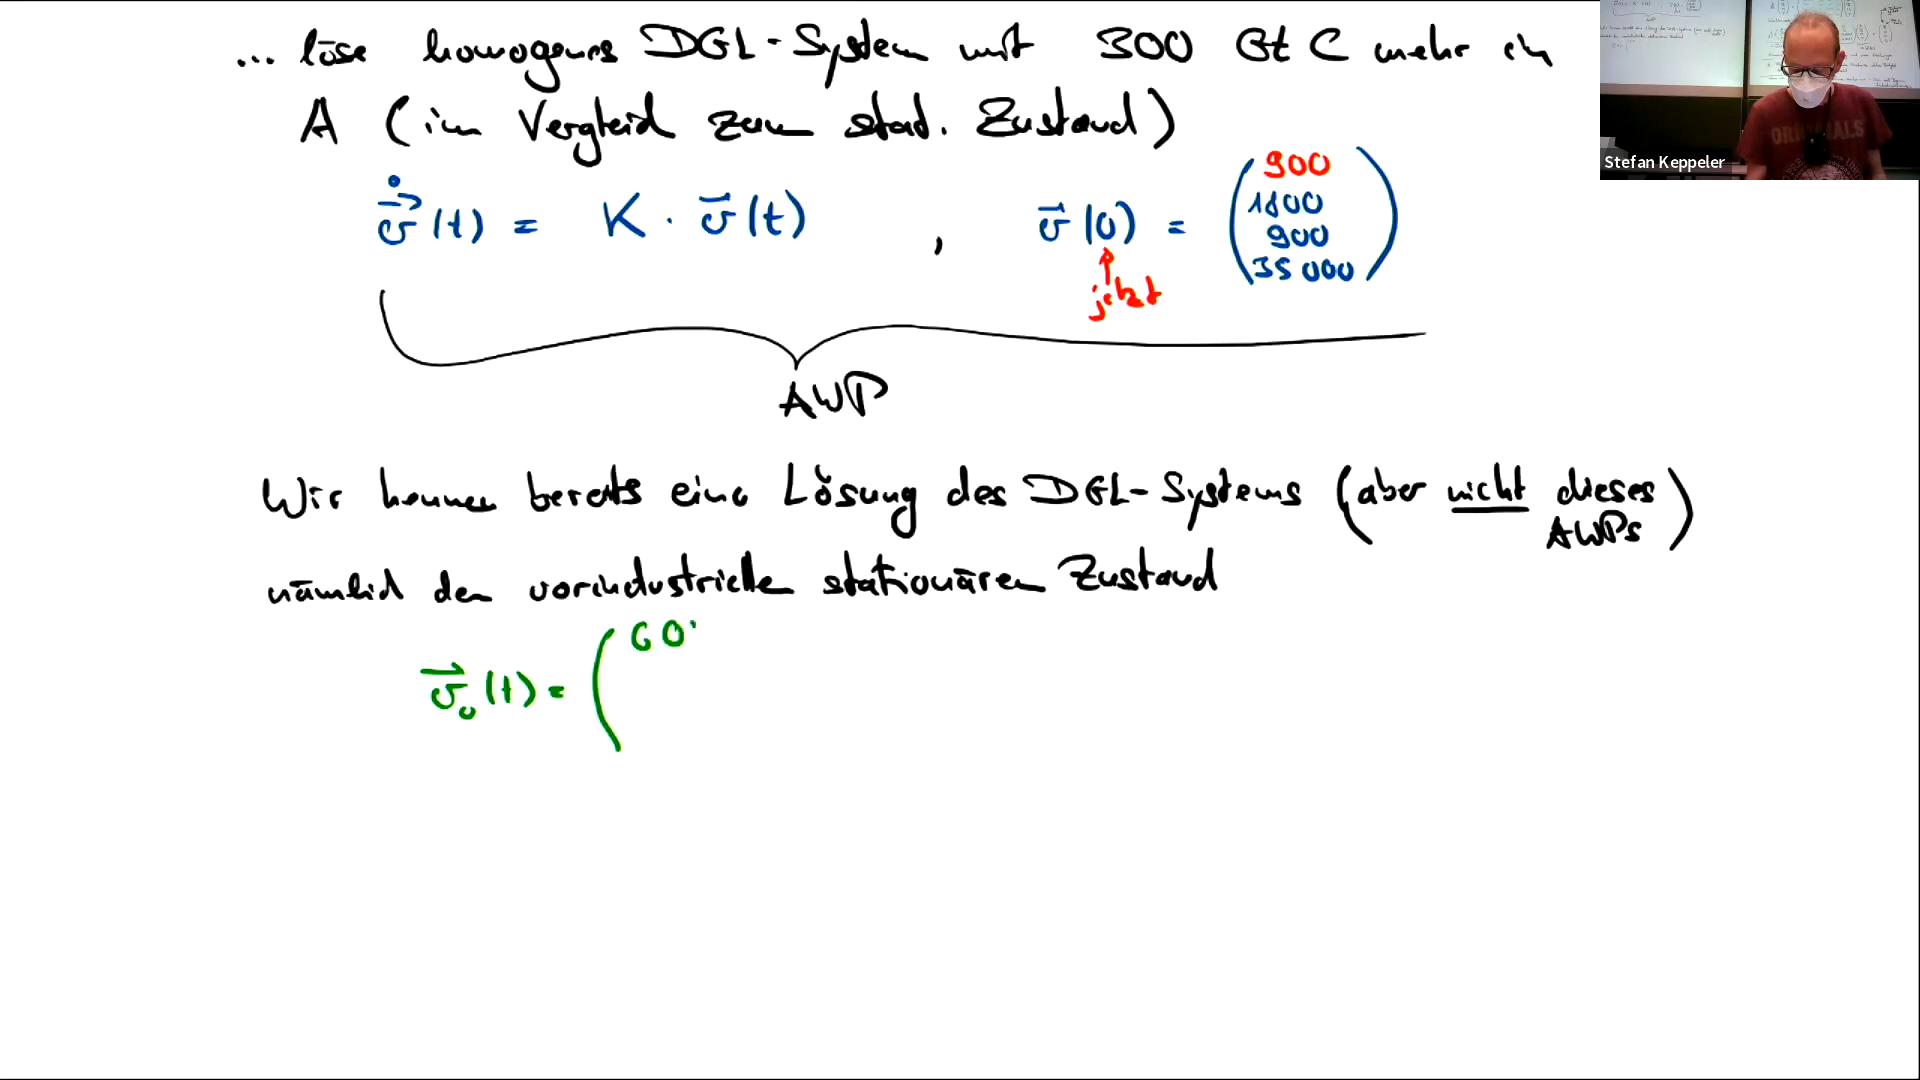 ... löse homogenes DGL-System mit 300 Gt C mehr in
A (im Vergleich zum stat. Zustand)
v̇⃗(t) = K · v⃗(t) , v⃗(0) = (900
1800
900
35 000)
jetzt
AWP
Wir kennen bereits eine Lösung des DGL-Systems (aber nicht dieses
AWPs)
nämlich den vorindustriellen stationären Zustand
v⃗₀(t) = (60
Stefan Keppeler